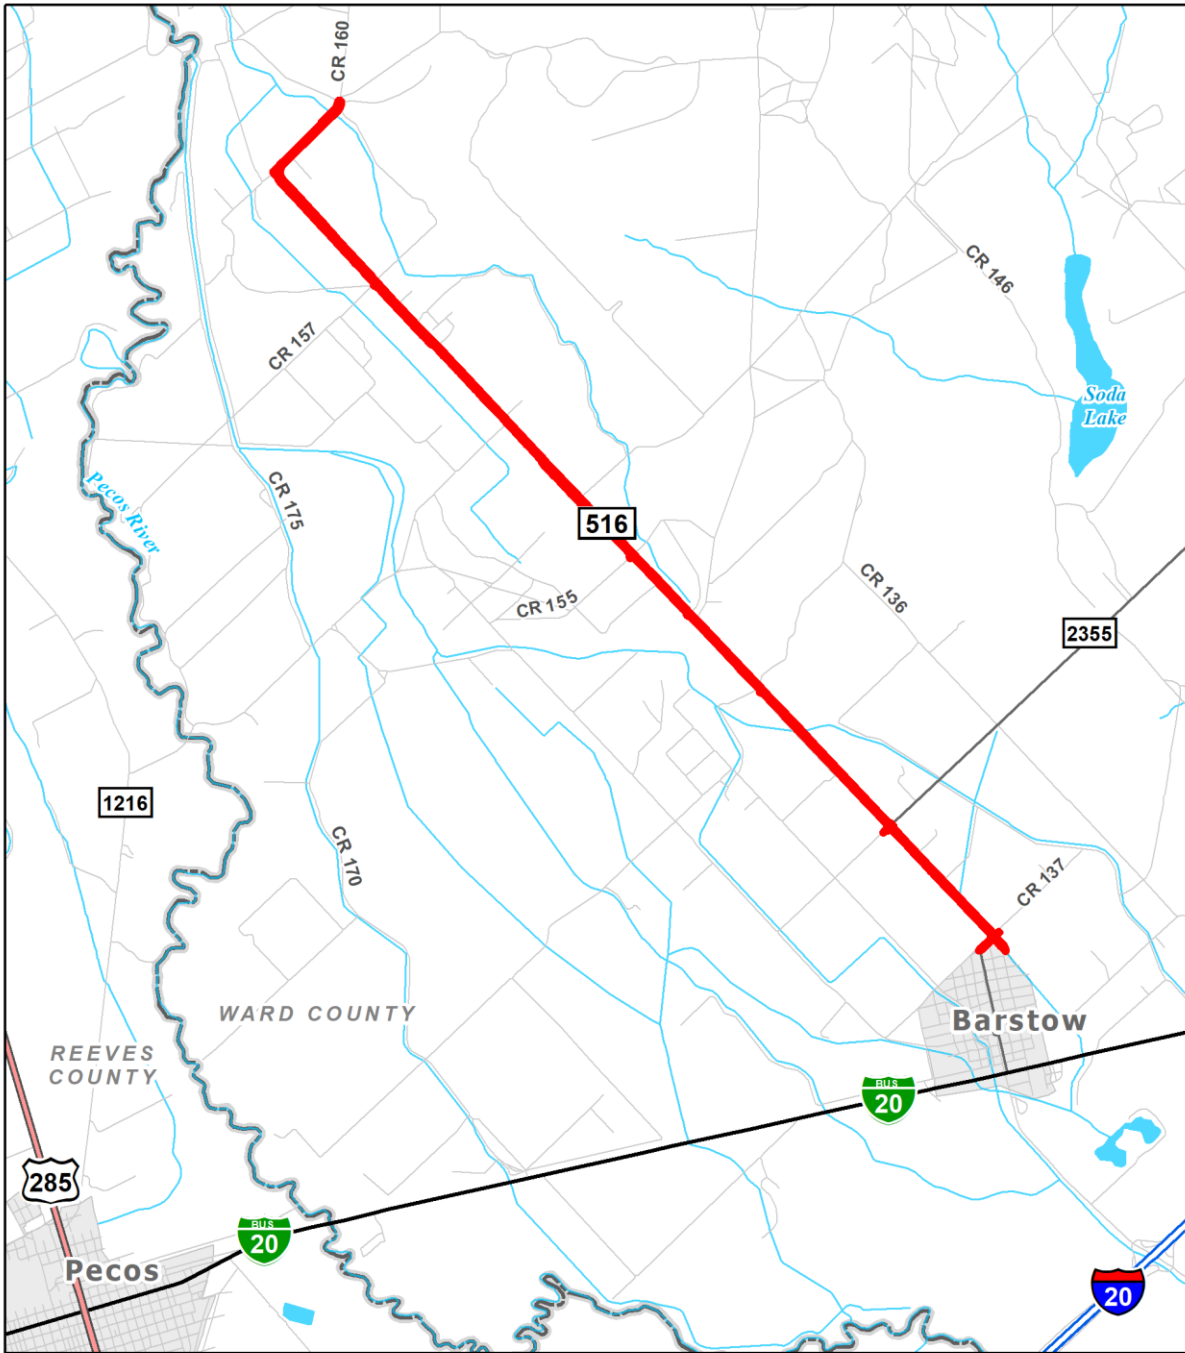 CR 160
CR 146
CR 157
Soda
Lake
Pecos River
CR 175
516
CR 136
CR 155
2355
1216
CR 170
CR 137
WARD COUNTY
Barstow
REEVES
COUNTY
BUS
20
285
BUS
20
Pecos
20